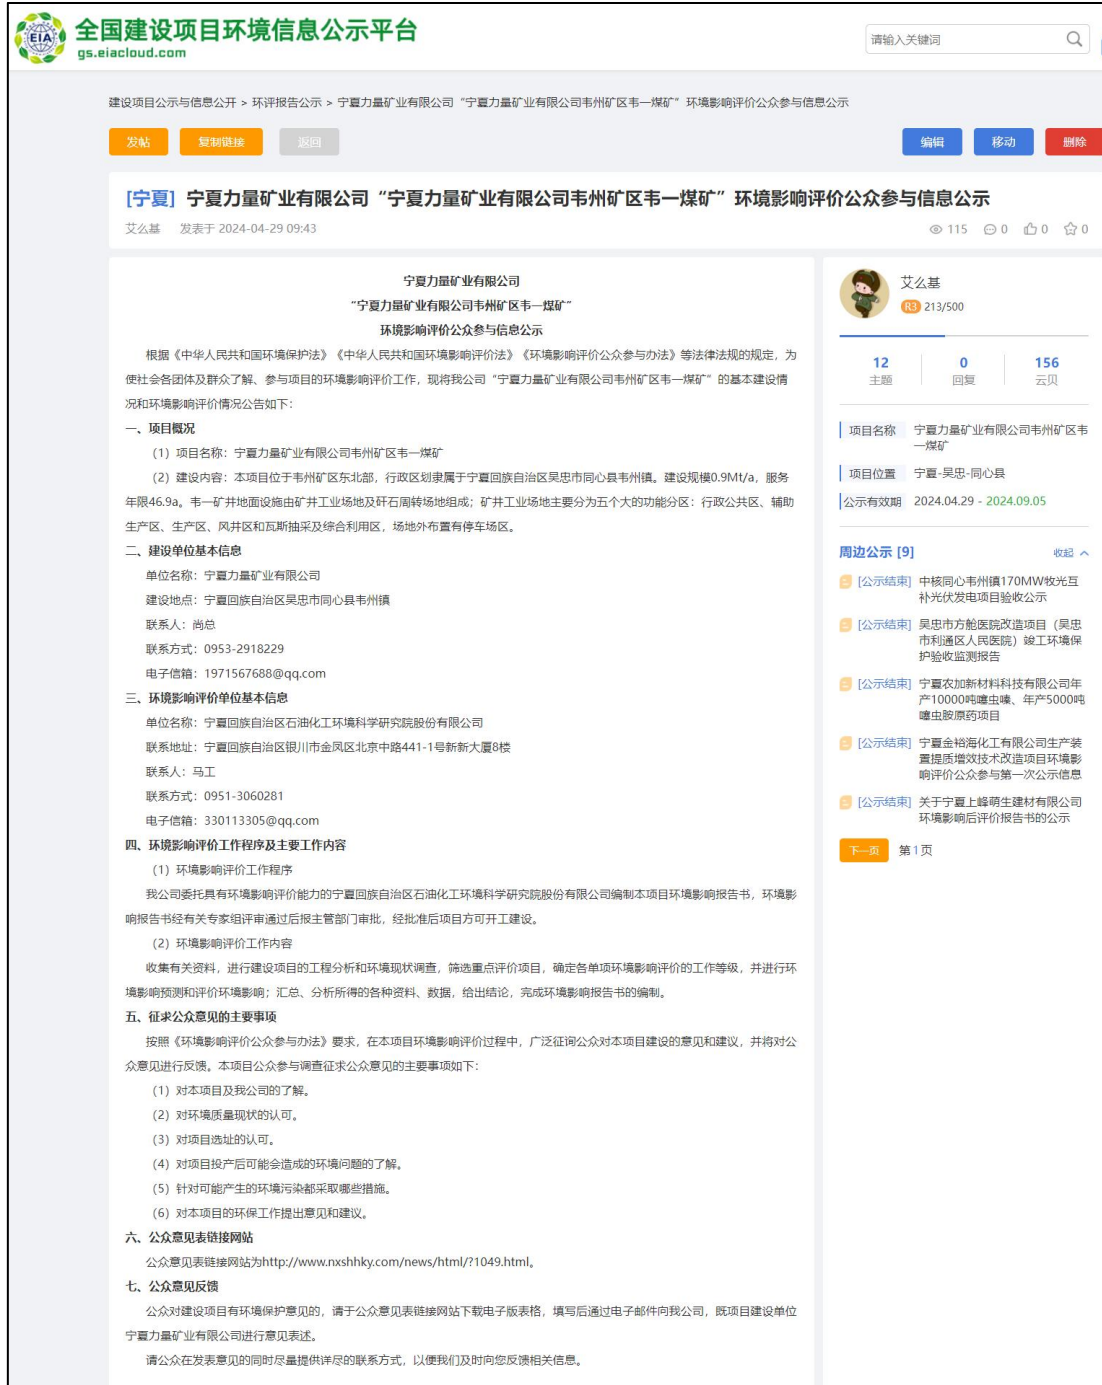 EIA
全国建设项目环境信息公示平台
gs.eiacloud.com
请输入关键词
建设项目公示与信息公开 > 环评报告公示 > 宁夏力量矿业有限公司 “宁夏力量矿业有限公司韦州矿区韦一煤矿” 环境影响评价公众参与信息公示
发帖 复制链接 返回 编辑 移动 删除
[宁夏] 宁夏力量矿业有限公司 “宁夏力量矿业有限公司韦州矿区韦一煤矿” 环境影响评价公众参与信息公示
艾么基 发表于 2024-04-29 09:43 115 0 0 0
宁夏力量矿业有限公司
“宁夏力量矿业有限公司韦州矿区韦一煤矿”
环境影响评价公众参与信息公示
根据《中华人民共和国环境保护法》《中华人民共和国环境影响评价法》《环境影响评价公众参与办法》等法律法规的规定，为
使社会各团体及群众了解、参与项目的环境影响评价工作，现将我公司 “宁夏力量矿业有限公司韦州矿区韦一煤矿” 的基本建设情
况和环境影响评价情况公告如下：
一、项目概况
（1）项目名称：宁夏力量矿业有限公司韦州矿区韦一煤矿
（2）建设内容：本项目位于韦州矿区东北部，行政区划隶属于宁夏回族自治区吴忠市同心县韦州镇。建设规模0.9Mt/a，服务
年限46.9a。韦一矿井地面设施由矿井工业场地及矸石周转场地组成；矿井工业场地主要分为五个大的功能分区：行政公共区、辅助
生产区、生产区、风井区和瓦斯抽采及综合利用区，场地外布置有停车场区。
二、建设单位基本信息
单位名称：宁夏力量矿业有限公司
建设地点：宁夏回族自治区吴忠市同心县韦州镇
联系人：尚总
联系方式：0953-2918229
电子信箱：1971567688@qq.com
三、环境影响评价单位基本信息
单位名称：宁夏回族自治区石油化工环境科学研究院股份有限公司
联系地址：宁夏回族自治区银川市金凤区北京中路441-1号新新大厦8楼
联系人：马工
联系方式：0951-3060281
电子信箱：330113305@qq.com
四、环境影响评价工作程序及主要工作内容
（1）环境影响评价工作程序
我公司委托具有环境影响评价能力的宁夏回族自治区石油化工环境科学研究院股份有限公司编制本项目环境影响报告书，环境影
响报告书经有关专家组评审通过后报主管部门审批，经批准后项目方可开工建设。
（2）环境影响评价工作内容
收集有关资料，进行建设项目的工程分析和环境现状调查，筛选重点评价项目，确定各单项环境影响评价的工作等级，并进行环
境影响预测和评价环境影响；汇总、分析所得的各种资料、数据，给出结论，完成环境影响报告书的编制。
五、征求公众意见的主要事项
按照《环境影响评价公众参与办法》要求，在本项目环境影响评价过程中，广泛征询公众对本项目建设的意见和建议，并将对公
众意见进行反馈。本项目公众参与调查征求公众意见的主要事项如下：
（1）对本项目及我公司的了解。
（2）对环境质量现状的认可。
（3）对项目选址的认可。
（4）对项目投产后可能会造成的环境问题的了解。
（5）针对可能产生的环境污染都采取哪些措施。
（6）对本项目的环保工作提出意见和建议。
六、公众意见表链接网站
公众意见表链接网站为http://www.nxshhky.com/news/html/?1049.html。
七、公众意见反馈
公众对建设项目有环境保护意见的，请于公众意见表链接网站下载电子版表格，填写后通过电子邮件向我公司，既项目建设单位
宁夏力量矿业有限公司进行意见表述。
请公众在发表意见的同时尽量提供详尽的联系方式，以便我们及时向您反馈相关信息。
艾么基
R3 213/500
12 0 156
主题 回复 云贝
项目名称 宁夏力量矿业有限公司韦州矿区韦
一煤矿
项目位置 宁夏-吴忠-同心县
公示有效期 2024.04.29 - 2024.09.05
周边公示 [9] 收起
[公示结束] 中核同心韦州镇170MW牧光互
补光伏发电项目验收公示
[公示结束] 吴忠市方舱医院改造项目（吴忠
市利通区人民医院）竣工环境保
护验收监测报告
[公示结束] 宁夏农加新材料科技有限公司年
产10000吨噻虫嗪、年产5000吨
噻虫胺原药项目
[公示结束] 宁夏金裕海化工有限公司生产装
置提质增效技术改造项目环境影
响评价公众参与第一次公示信息
[公示结束] 关于宁夏上峰萌生建材有限公司
环境影响后评价报告书的公示
下一页 第1页